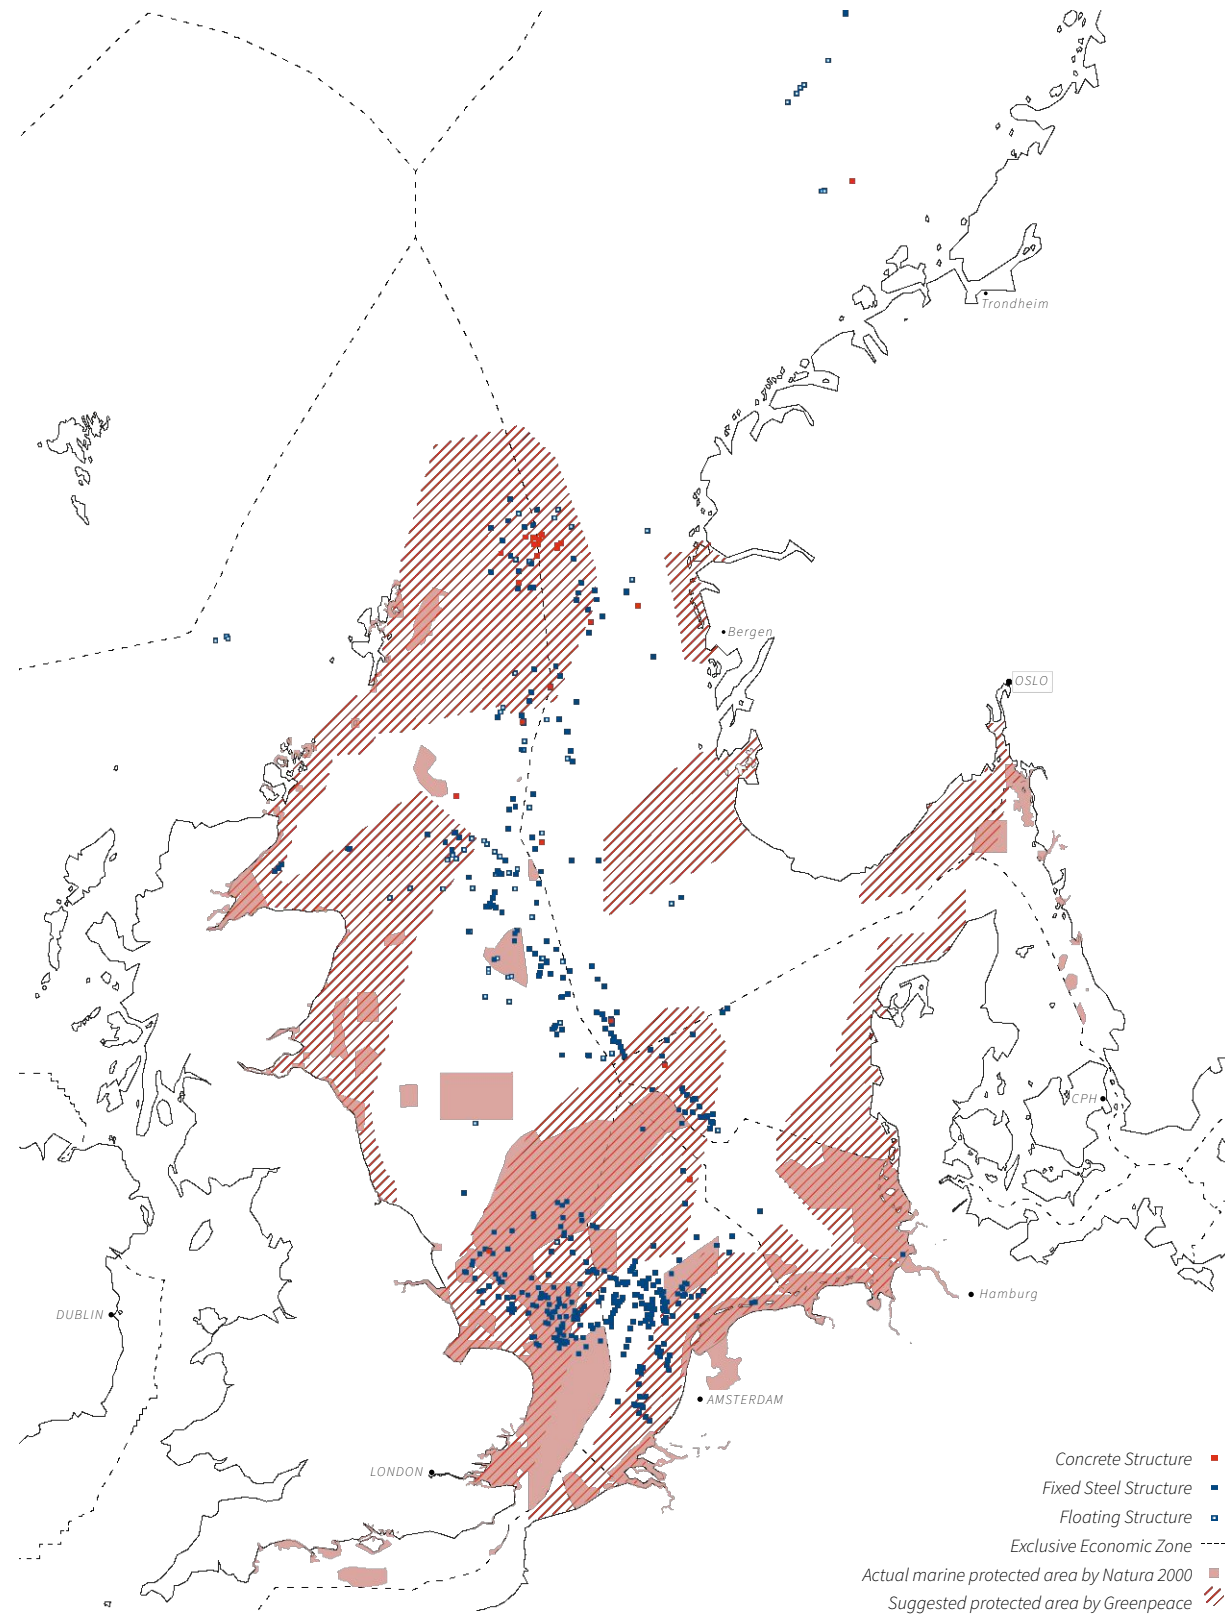 Trondheim
Bergen
OSLO
CPH
Hamburg
DUBLIN
AMSTERDAM
LONDON
Concrete Structure
Fixed Steel Structure
Floating Structure
Exclusive Economic Zone
Actual marine protected area by Natura 2000
Suggested protected area by Greenpeace